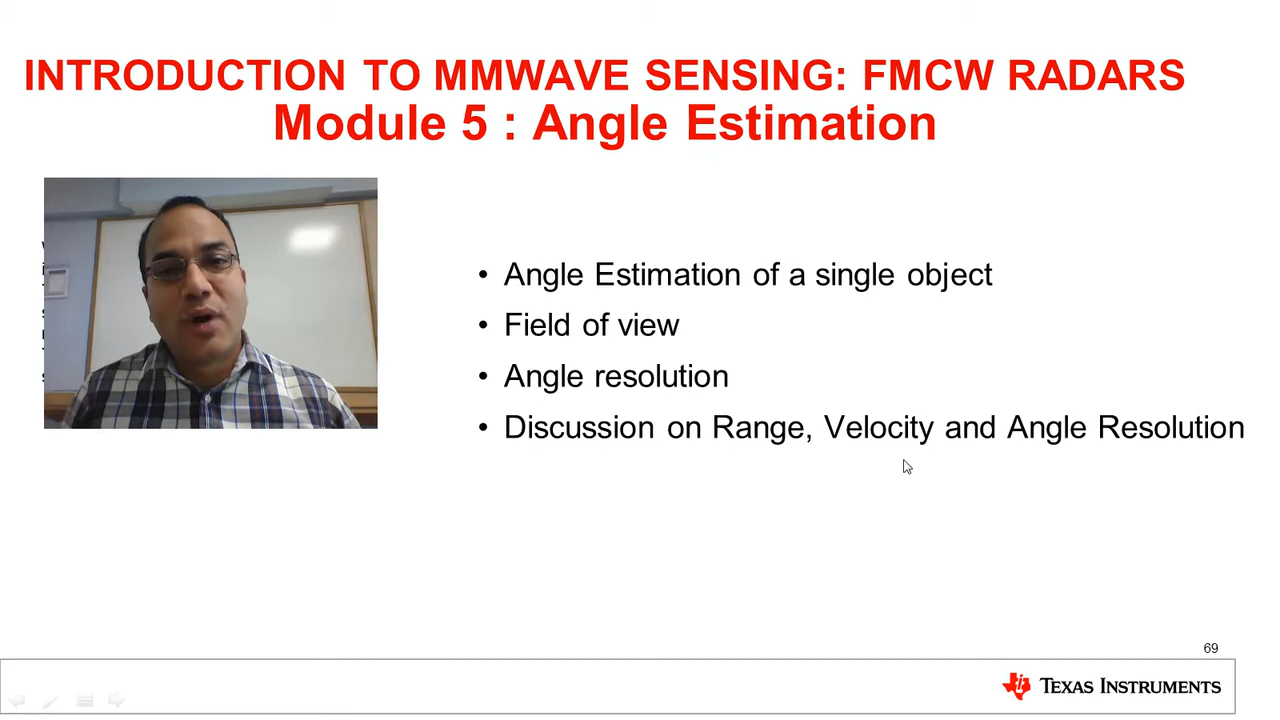 INTRODUCTION TO MMWAVE SENSING: FMCW RADARS
Module 5 : Angle Estimation
• Angle Estimation of a single object
• Field of view
• Angle resolution
• Discussion on Range, Velocity and Angle Resolution
69
TEXAS INSTRUMENTS